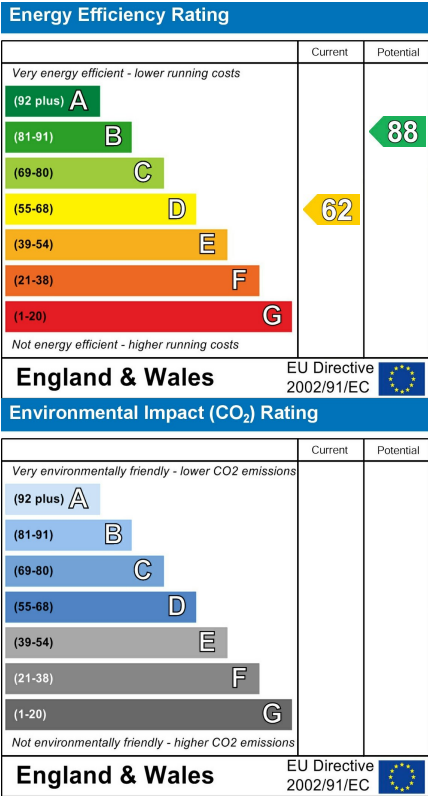 Energy Efficiency Rating
Current Potential
Very energy efficient - lower running costs
(92 plus) A
(81-91) B
88
(69-80) C
(55-68) D
62
(39-54) E
(21-38) F
(1-20) G
Not energy efficient - higher running costs
England & Wales
EU Directive
2002/91/EC
Environmental Impact (CO₂) Rating
Current Potential
Very environmentally friendly - lower CO2 emissions
(92 plus) A
(81-91) B
(69-80) C
(55-68) D
(39-54) E
(21-38) F
(1-20) G
Not environmentally friendly - higher CO2 emissions
England & Wales
EU Directive
2002/91/EC